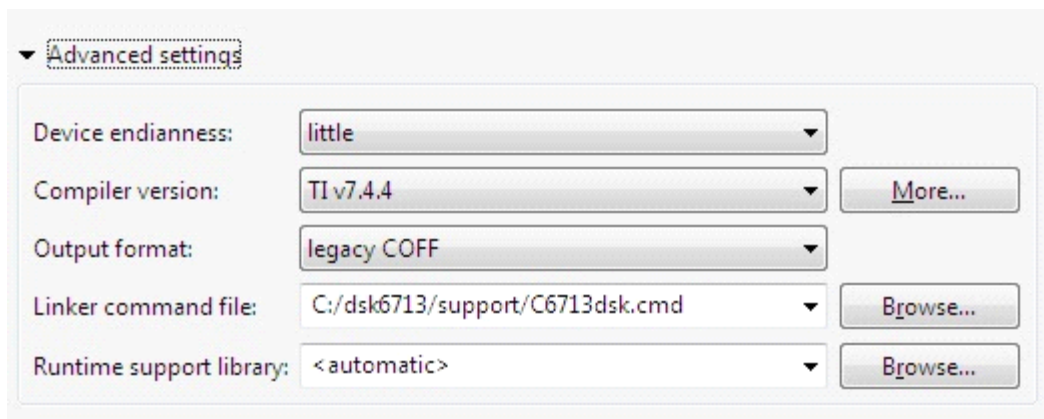 Advanced settings
Device endianness: little
Compiler version: TI v7.4.4 More...
Output format: legacy COFF
Linker command file: C:/dsk6713/support/C6713dsk.cmd Browse...
Runtime support library: <automatic> Browse...